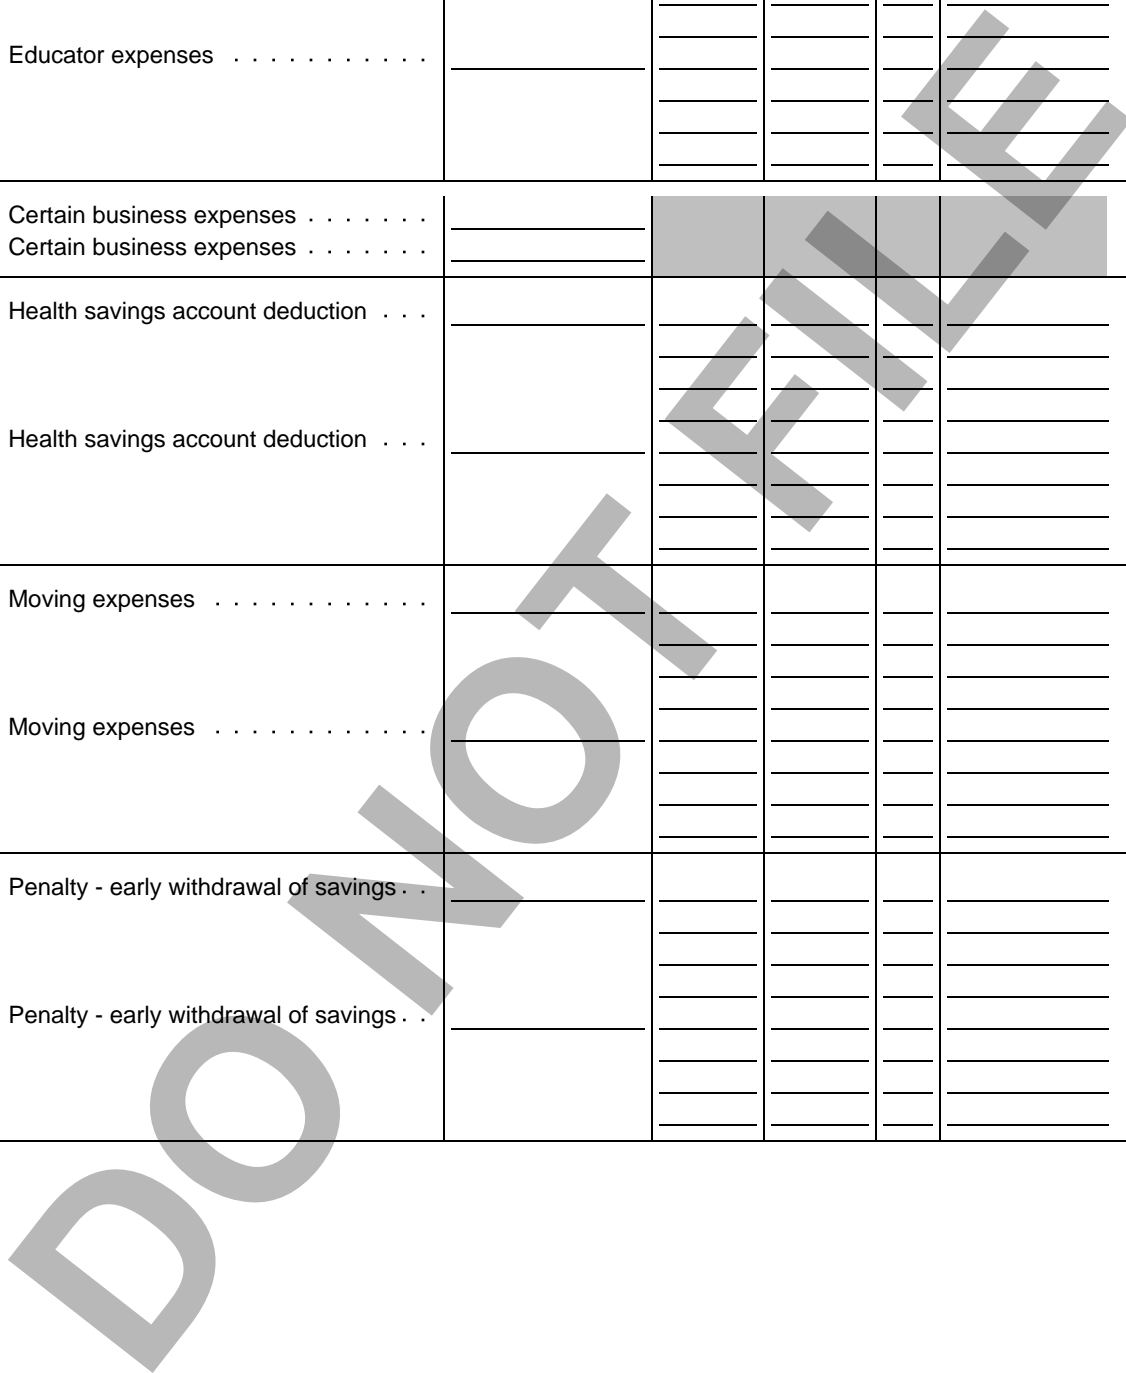 Educator expenses . . . . . . . . . . .
Certain business expenses . . . . . . .
Certain business expenses . . . . . . .
Health savings account deduction . . .
Health savings account deduction . . .
Moving expenses . . . . . . . . . . . .
Moving expenses . . . . . . . . . . . .
Penalty - early withdrawal of savings . .
Penalty - early withdrawal of savings . .
DO NOT FILE